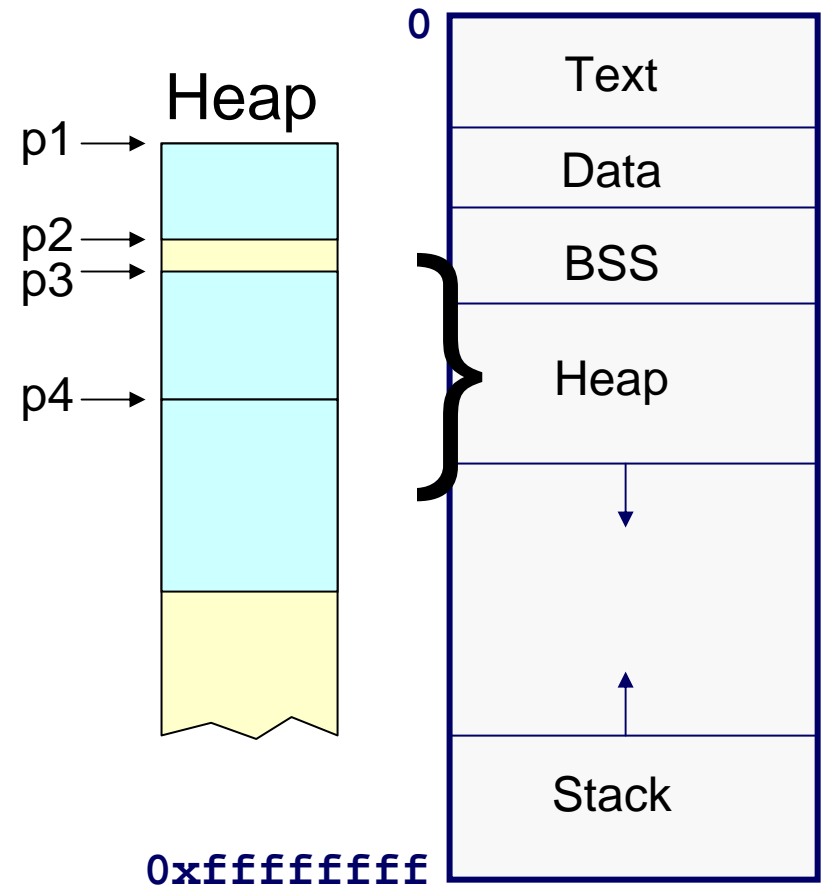 0
Text
Heap
p1
Data
p2
BSS
p3
Heap
p4
Stack
0xffffffff